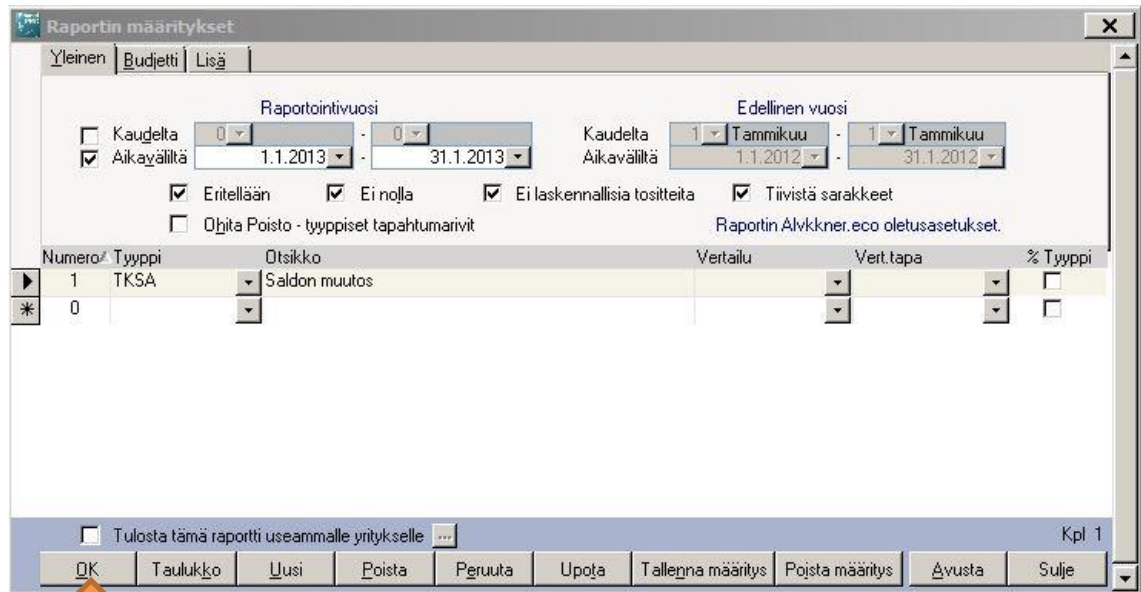 Raportin määritykset
Yleinen Budjetti Lisä
Raportointivuosi Edellinen vuosi
Kaudelta 0 - 0 Kaudelta 1 Tammikuu - 1 Tammikuu
Aikaväliltä 1.1.2013 - 31.1.2013 Aikaväliltä 1.1.2012 - 31.1.2012
Eritellään Ei nolla Ei laskennallisia tositteita Tiivistä sarakkeet
Ohita Poisto - tyyppiset tapahtumarivit Raportin Alvkkner.eco oletusasetukset.
Numero Tyyppi Otsikko Vertailu Vert.tapa % Tyyppi
1 TKSA Saldon muutos
0
Tulosta tämä raportti useammalle yritykselle ... Kpl 1
OK Taulukko Uusi Poista Peruuta Upota Tallenna määritys Poista määritys Avusta Sulje